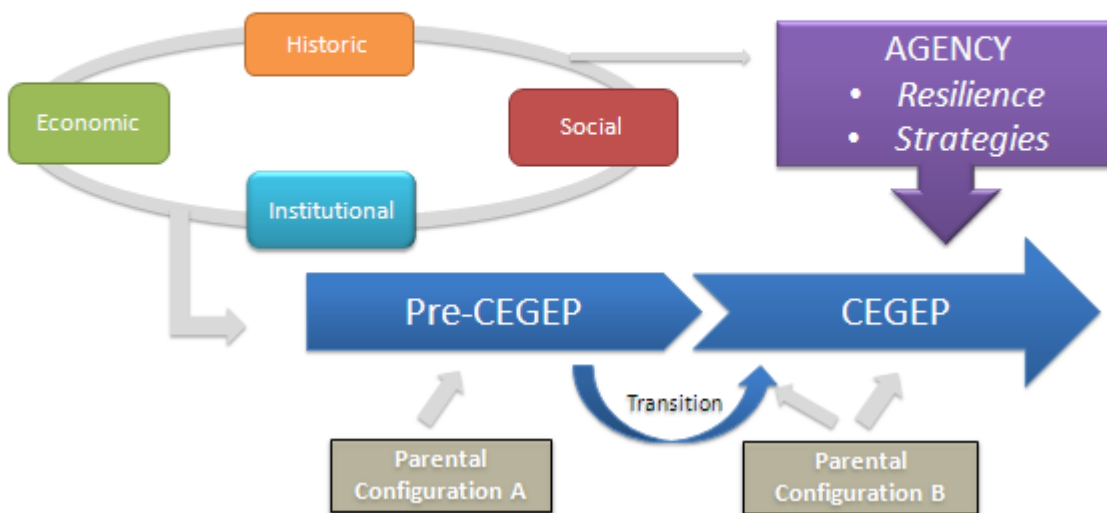 Historic
Economic
Social
Institutional
AGENCY
• Resilience
• Strategies
Pre-CEGEP
CEGEP
Transition
Parental
Configuration A
Parental
Configuration B